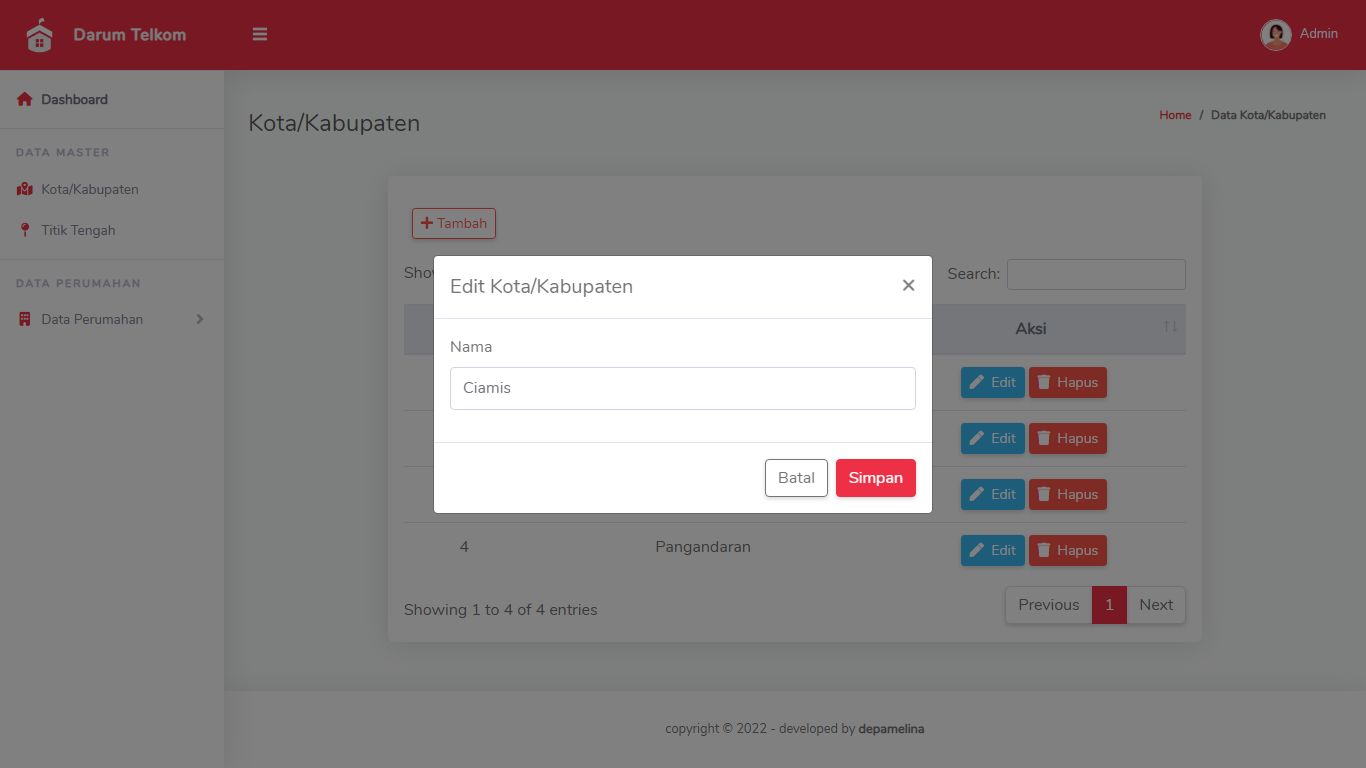 Darum Telkom
Admin
Dashboard
DATA MASTER
Kota/Kabupaten
Titik Tengah
DATA PERUMAHAN
Data Perumahan
Kota/Kabupaten
Home / Data Kota/Kabupaten
Tambah
Search:
Aksi
Edit Hapus
Edit Hapus
Edit Hapus
4 Pangandaran Edit Hapus
Showing 1 to 4 of 4 entries
Previous 1 Next
Edit Kota/Kabupaten ×
Nama
Ciamis
Batal Simpan
copyright © 2022 - developed by depamelina